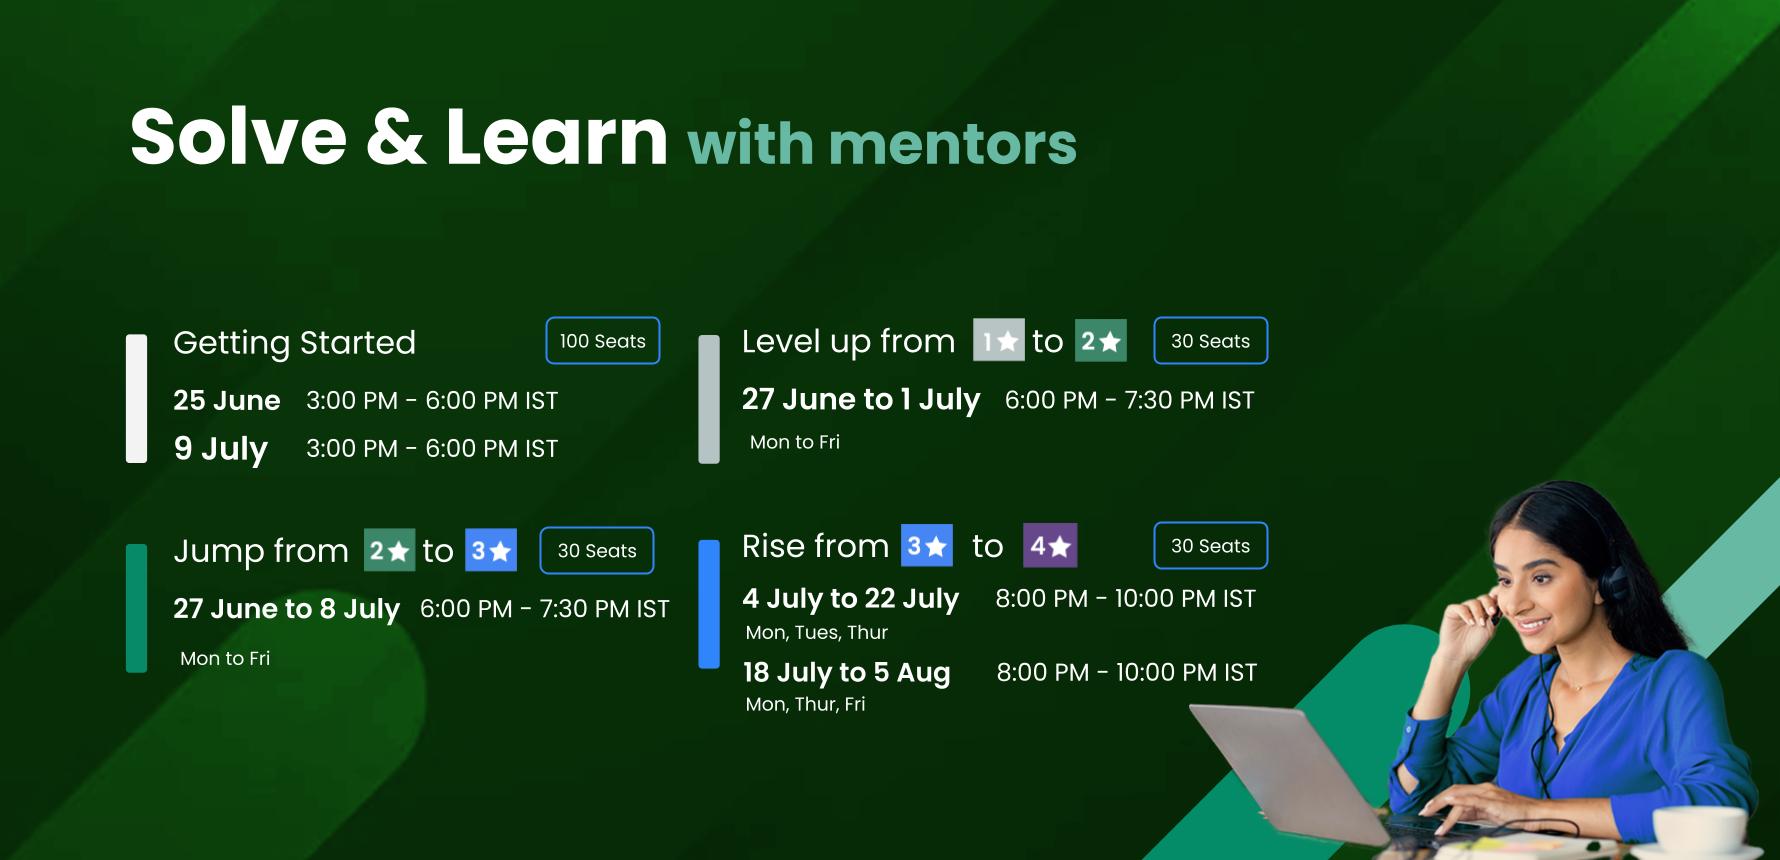 Solve & Learn with mentors
Getting Started 100 Seats
25 June 3:00 PM - 6:00 PM IST
9 July 3:00 PM - 6:00 PM IST
Level up from 1★ to 2★ 30 Seats
27 June to 1 July 6:00 PM - 7:30 PM IST
Mon to Fri
Jump from 2★ to 3★ 30 Seats
27 June to 8 July 6:00 PM - 7:30 PM IST
Mon to Fri
Rise from 3★ to 4★ 30 Seats
4 July to 22 July 8:00 PM - 10:00 PM IST
Mon, Tues, Thur
18 July to 5 Aug 8:00 PM - 10:00 PM IST
Mon, Thur, Fri